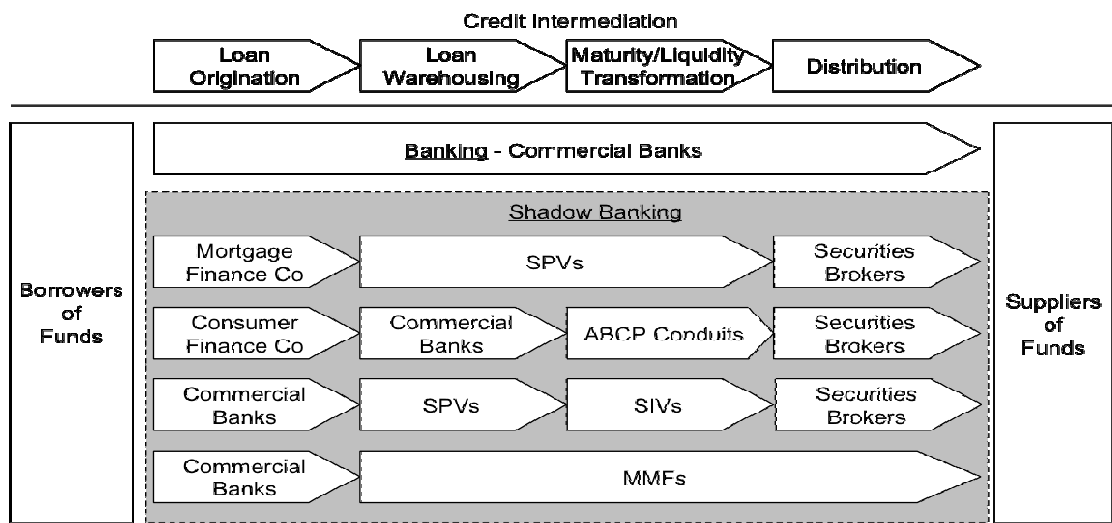 Credit Intermediation
Loan
Origination
Loan
Warehousing
Maturity/Liquidity
Transformation
Distribution
Banking - Commercial Banks
Shadow Banking
Borrowers
of
Funds
Suppliers
of
Funds
Mortgage
Finance Co
SPVs
Securities
Brokers
Consumer
Finance Co
Commercial
Banks
ABCP Conduits
Securities
Brokers
Commercial
Banks
SPVs
SIVs
Securities
Brokers
Commercial
Banks
MMFs